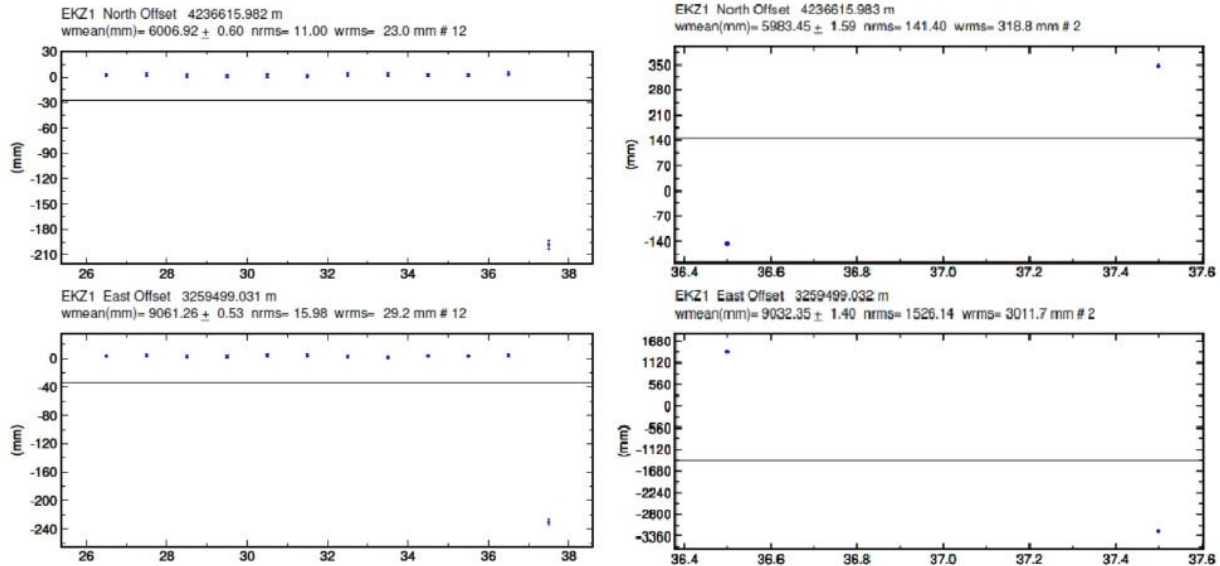 EKZ1 North Offset 4236615.982 m
wmean(mm)= 6006.92 ± 0.60 nrms= 11.00 wrms= 23.0 mm # 12
(mm)
30
0
-30
-60
-90
-120
-150
-180
-210
26 28 30 32 34 36 38
EKZ1 North Offset 4236615.983 m
wmean(mm)= 5983.45 ± 1.59 nrms= 141.40 wrms= 318.8 mm # 2
(mm)
350
280
210
140
70
0
-70
-140
36.4 36.6 36.8 37.0 37.2 37.4 37.6
EKZ1 East Offset 3259499.031 m
wmean(mm)= 9061.26 ± 0.53 nrms= 15.98 wrms= 29.2 mm # 12
(mm)
0
-40
-80
-120
-160
-200
-240
26 28 30 32 34 36 38
EKZ1 East Offset 3259499.032 m
wmean(mm)= 9032.35 ± 1.40 nrms= 1526.14 wrms= 3011.7 mm # 2
(mm)
1680
1120
560
0
-560
-1120
-1680
-2240
-2800
-3360
36.4 36.6 36.8 37.0 37.2 37.4 37.6